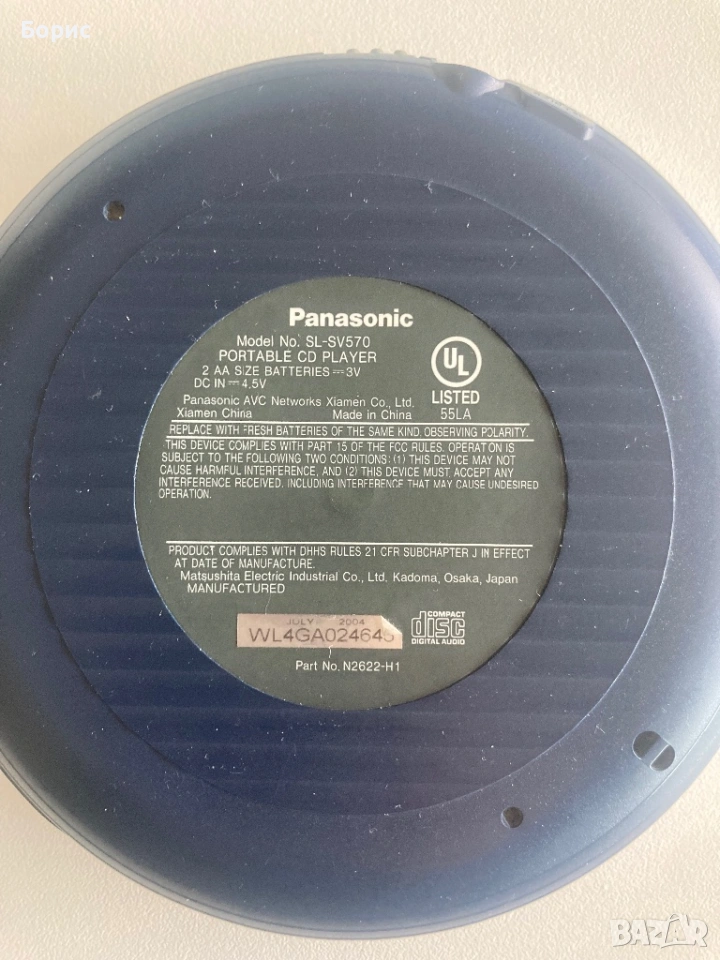 Борис
Panasonic
Model No. SL-SV570
PORTABLE CD PLAYER
2 AA SIZE BATTERIES ⎓ 3V
DC IN ⎓ 4.5V
UL
LISTED
55LA
Panasonic AVC Networks Xiamen Co., Ltd.
Xiamen China Made in China
REPLACE WITH FRESH BATTERIES OF THE SAME KIND, OBSERVING POLARITY.
THIS DEVICE COMPLIES WITH PART 15 OF THE FCC RULES. OPERATION IS
SUBJECT TO THE FOLLOWING TWO CONDITIONS: (1) THIS DEVICE MAY NOT
CAUSE HARMFUL INTERFERENCE, AND (2) THIS DEVICE MUST ACCEPT ANY
INTERFERENCE RECEIVED, INCLUDING INTERFERENCE THAT MAY CAUSE UNDESIRED
OPERATION.
PRODUCT COMPLIES WITH DHHS RULES 21 CFR SUBCHAPTER J IN EFFECT
AT DATE OF MANUFACTURE.
Matsushita Electric Industrial Co., Ltd. Kadoma, Osaka, Japan
MANUFACTURED
JULY 2004
COMPACT
disc
DIGITAL AUDIO
Part No. N2622-H1
BAZAR